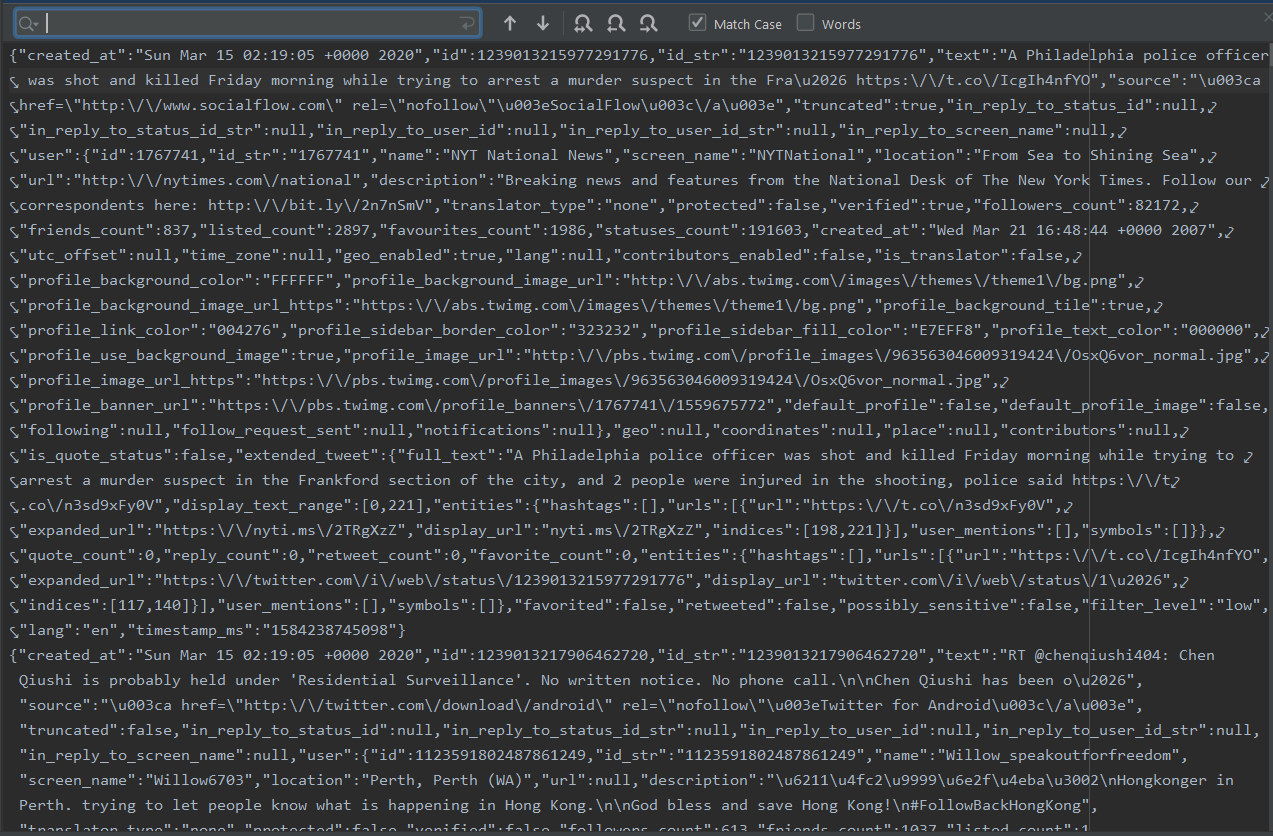 Match Case Words
{"created_at":"Sun Mar 15 02:19:05 +0000 2020","id":1239013215977291776,"id_str":"1239013215977291776","text":"A Philadelphia police officer
was shot and killed Friday morning while trying to arrest a murder suspect in the Fra\u2026 https:\/\/t.co\/IcgIh4nfYO","source":"\u003ca
href=\"http:\/\/www.socialflow.com\" rel=\"nofollow\"\u003eSocialFlow\u003c\/a\u003e","truncated":true,"in_reply_to_status_id":null,
"in_reply_to_status_id_str":null,"in_reply_to_user_id":null,"in_reply_to_user_id_str":null,"in_reply_to_screen_name":null,
"user":{"id":1767741,"id_str":"1767741","name":"NYT National News","screen_name":"NYTNational","location":"From Sea to Shining Sea",
"url":"http:\/\/nytimes.com\/national","description":"Breaking news and features from the National Desk of The New York Times. Follow our
correspondents here: http:\/\/bit.ly\/2n7nSmV","translator_type":"none","protected":false,"verified":true,"followers_count":82172,
"friends_count":837,"listed_count":2897,"favourites_count":1986,"statuses_count":191603,"created_at":"Wed Mar 21 16:48:44 +0000 2007",
"utc_offset":null,"time_zone":null,"geo_enabled":true,"lang":null,"contributors_enabled":false,"is_translator":false,
"profile_background_color":"FFFFFF","profile_background_image_url":"http:\/\/abs.twimg.com\/images\/themes\/theme1\/bg.png",
"profile_background_image_url_https":"https:\/\/abs.twimg.com\/images\/themes\/theme1\/bg.png","profile_background_tile":true,
"profile_link_color":"004276","profile_sidebar_border_color":"323232","profile_sidebar_fill_color":"E7EFF8","profile_text_color":"000000",
"profile_use_background_image":true,"profile_image_url":"http:\/\/pbs.twimg.com\/profile_images\/963563046009319424\/OsxQ6vor_normal.jpg",
"profile_image_url_https":"https:\/\/pbs.twimg.com\/profile_images\/963563046009319424\/OsxQ6vor_normal.jpg",
"profile_banner_url":"https:\/\/pbs.twimg.com\/profile_banners\/1767741\/1559675772","default_profile":false,"default_profile_image":false,
"following":null,"follow_request_sent":null,"notifications":null},"geo":null,"coordinates":null,"place":null,"contributors":null,
"is_quote_status":false,"extended_tweet":{"full_text":"A Philadelphia police officer was shot and killed Friday morning while trying to
arrest a murder suspect in the Frankford section of the city, and 2 people were injured in the shooting, police said https:\/\/t
.co\/n3sd9xFy0V","display_text_range":[0,221],"entities":{"hashtags":[],"urls":[{"url":"https:\/\/t.co\/n3sd9xFy0V",
"expanded_url":"https:\/\/nyti.ms\/2TRgXzZ","display_url":"nyti.ms\/2TRgXzZ","indices":[198,221]}],"user_mentions":[],"symbols":[]}},
"quote_count":0,"reply_count":0,"retweet_count":0,"favorite_count":0,"entities":{"hashtags":[],"urls":[{"url":"https:\/\/t.co\/IcgIh4nfYO",
"expanded_url":"https:\/\/twitter.com\/i\/web\/status\/1239013215977291776","display_url":"twitter.com\/i\/web\/status\/1\u2026",
"indices":[117,140]}],"user_mentions":[],"symbols":[]},"favorited":false,"retweeted":false,"possibly_sensitive":false,"filter_level":"low",
"lang":"en","timestamp_ms":"1584238745098"}
{"created_at":"Sun Mar 15 02:19:05 +0000 2020","id":1239013217906462720,"id_str":"1239013217906462720","text":"RT @chenqiushi404: Chen
Qiushi is probably held under 'Residential Surveillance'. No written notice. No phone call.\n\nChen Qiushi has been o\u2026",
"source":"\u003ca href=\"http:\/\/twitter.com\/download\/android\" rel=\"nofollow\"\u003eTwitter for Android\u003c\/a\u003e",
"truncated":false,"in_reply_to_status_id":null,"in_reply_to_status_id_str":null,"in_reply_to_user_id":null,"in_reply_to_user_id_str":null,
"in_reply_to_screen_name":null,"user":{"id":1123591802487861249,"id_str":"1123591802487861249","name":"Willow_speakoutforfreedom",
"screen_name":"Willow6703","location":"Perth, Perth (WA)","url":null,"description":"\u6211\u4fc2\u9999\u6e2f\u4eba\u3002\nHongkonger in
Perth. trying to let people know what is happening in Hong Kong.\n\nGod bless and save Hong Kong!\n#FollowBackHongKong",
"translator_type":"none","protected":false,"verified":false,"followers_count":613,"friends_count":1037,"listed_count":1